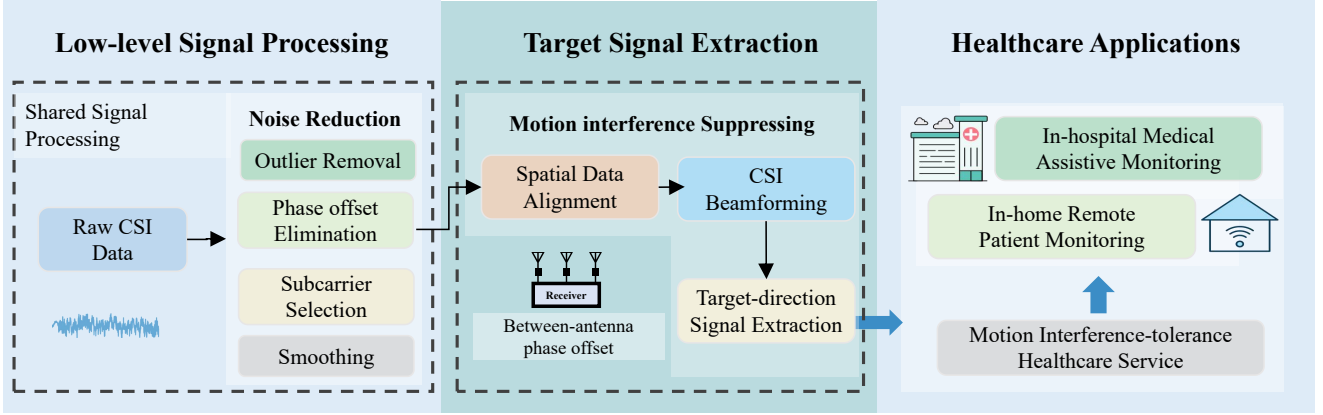 Low-level Signal Processing
Shared Signal
Processing
Noise Reduction
Outlier Removal
Raw CSI
Data
Phase offset
Elimination
Subcarrier
Selection
Smoothing
Target Signal Extraction
Motion interference Suppressing
Spatial Data
Alignment
CSI
Beamforming
Receiver
Between-antenna
phase offset
Target-direction
Signal Extraction
Healthcare Applications
In-hospital Medical
Assistive Monitoring
In-home Remote
Patient Monitoring
Motion Interference-tolerance
Healthcare Service